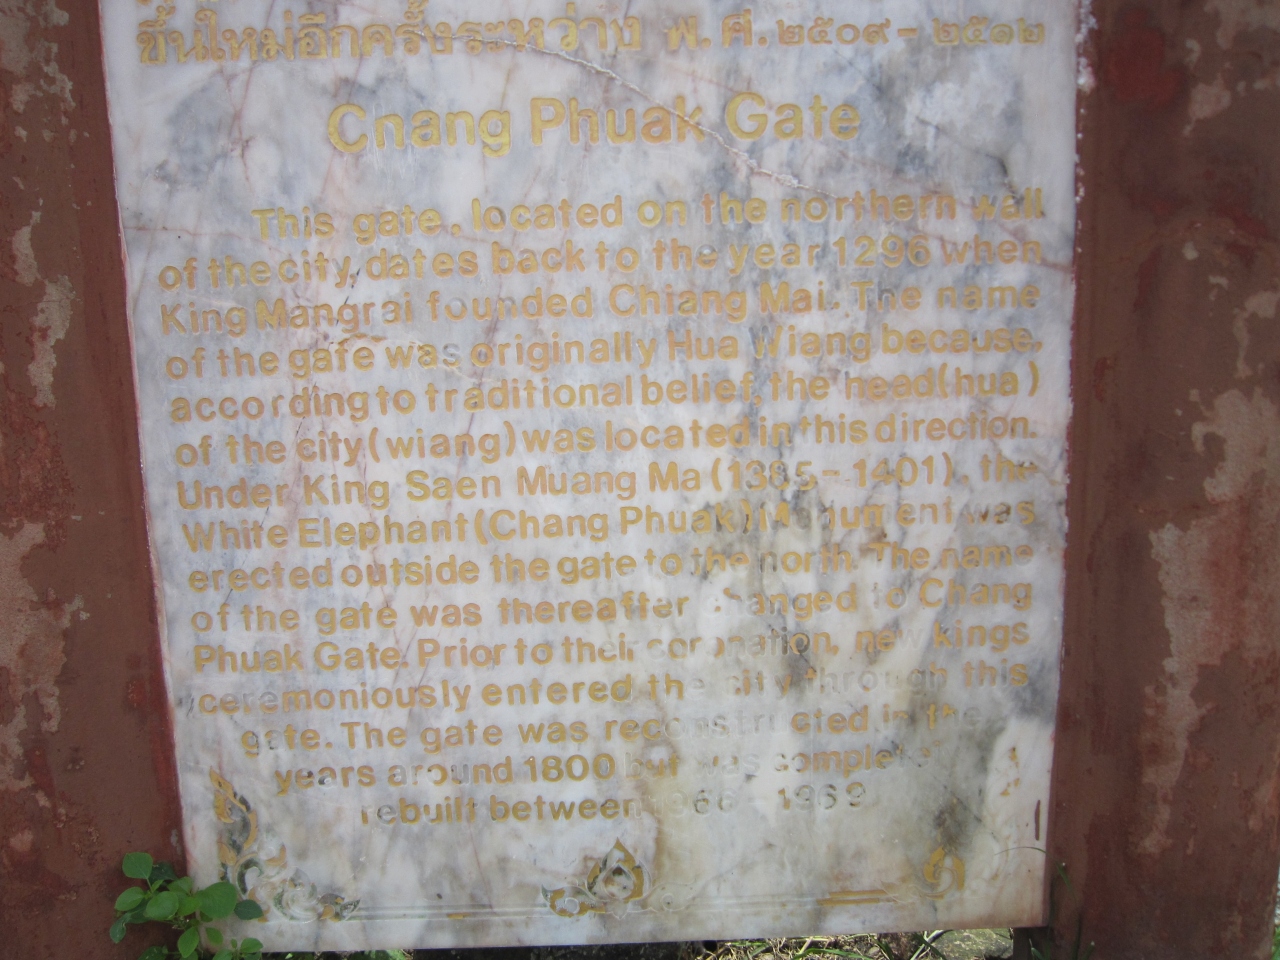 ขึ้นใหม่อีกครั้งระหว่าง พ.ศ.๒๕๐๙ - ๒๕๑๒
Chang Phuak Gate
This gate, located on the northern wall
of the city, dates back to the year 1296 when
King Mangrai founded Chiang Mai. The name
of the gate was originally Hua Wiang because,
according to traditional belief, the head (hua)
of the city (wiang) was located in this direction.
Under King Saen Muang Ma (1385 - 1401), the
White Elephant (Chang Phuak) Monument was
erected outside the gate to the north. The name
of the gate was thereafter changed to Chang
Phuak Gate. Prior to their coronation, new kings
ceremoniously entered the city through this
gate. The gate was reconstructed in the
years around 1800 but was completely
rebuilt between 1966 - 1969